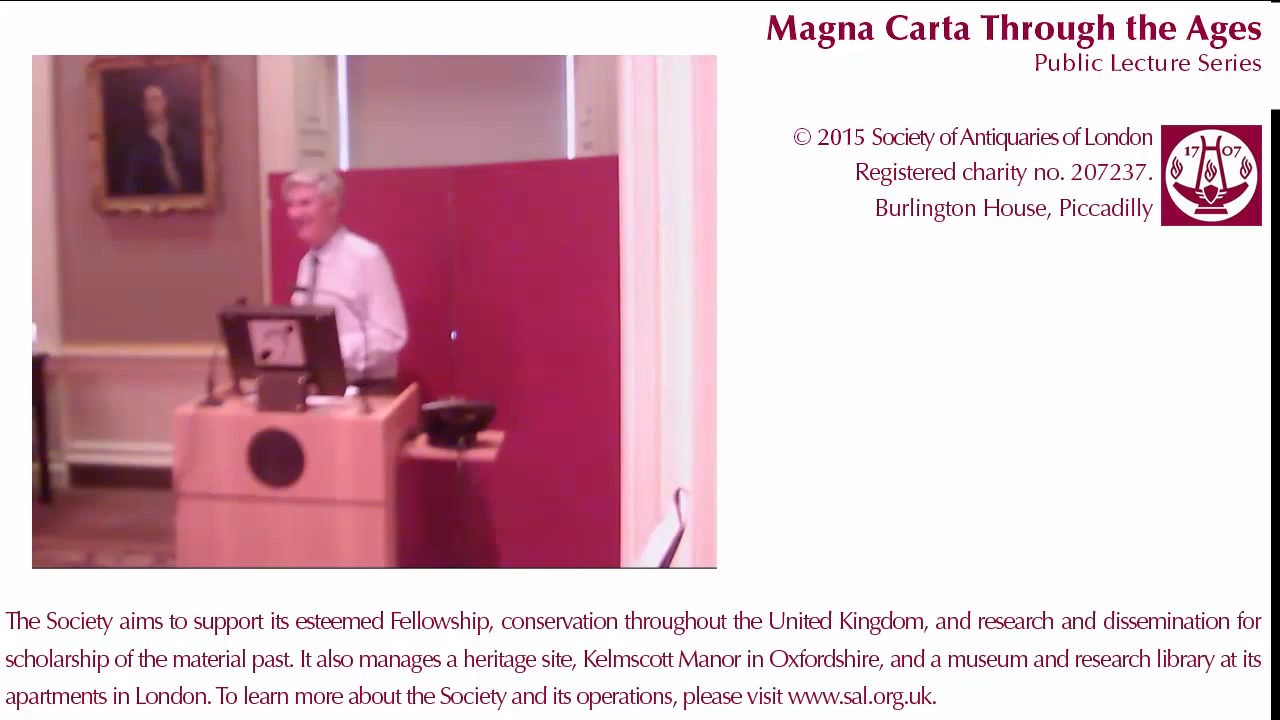 Magna Carta Through the Ages
Public Lecture Series
© 2015 Society of Antiquaries of London
Registered charity no. 207237.
Burlington House, Piccadilly
17 07
The Society aims to support its esteemed Fellowship, conservation throughout the United Kingdom, and research and dissemination for
scholarship of the material past. It also manages a heritage site, Kelmscott Manor in Oxfordshire, and a museum and research library at its
apartments in London. To learn more about the Society and its operations, please visit www.sal.org.uk.